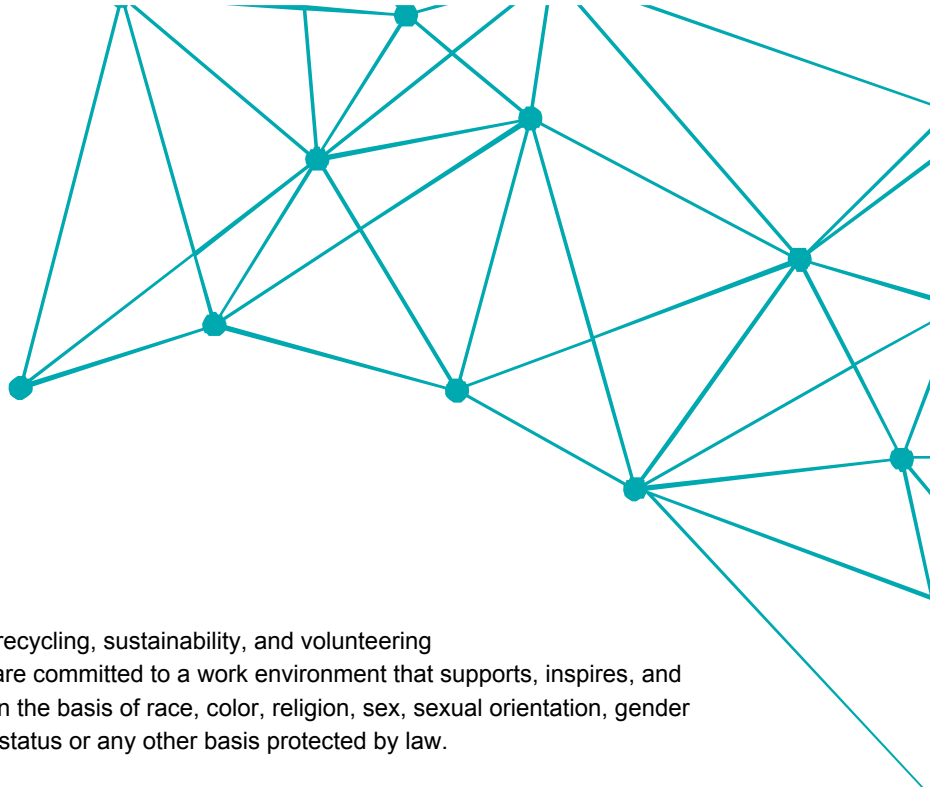 recycling, sustainability, and volunteering
are committed to a work environment that supports, inspires, and
n the basis of race, color, religion, sex, sexual orientation, gender
status or any other basis protected by law.